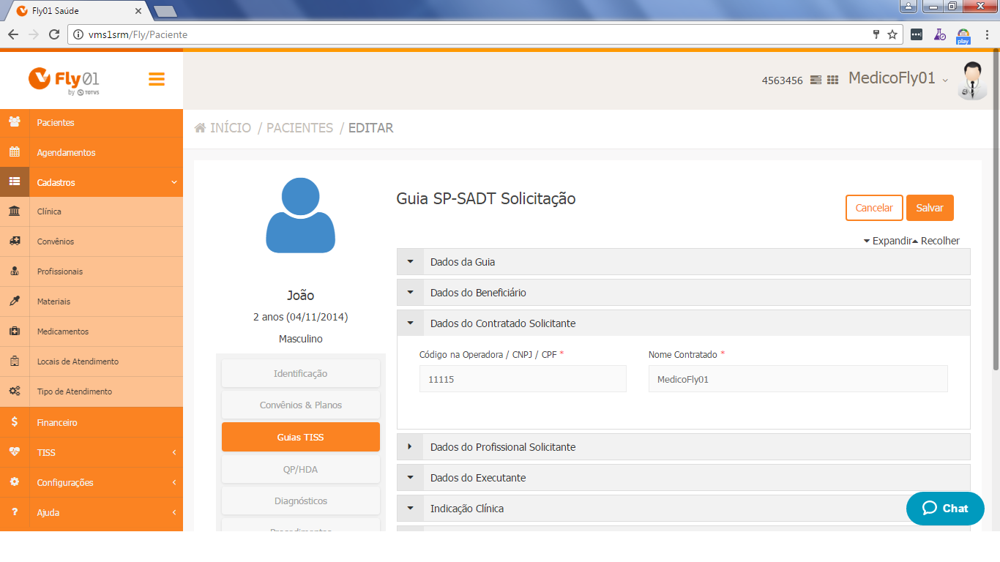 Fly01 Saúde
vms1srm/Fly/Paciente
play
Fly01
by TOTVS
4563456
MedicoFly01
Pacientes
Agendamentos
Cadastros
Clínica
Convênios
Profissionais
Materiais
Medicamentos
Locais de Atendimento
Tipo de Atendimento
Financeiro
TISS
Configurações
Ajuda
INÍCIO / PACIENTES / EDITAR
João
2 anos (04/11/2014)
Masculino
Identificação
Convênios & Planos
Guias TISS
QP/HDA
Diagnósticos
Procedimentos
Guia SP-SADT Solicitação
Cancelar
Salvar
Expandir Recolher
Dados da Guia
Dados do Beneficiário
Dados do Contratado Solicitante
Código na Operadora / CNPJ / CPF *
Nome Contratado *
11115
MedicoFly01
Dados do Profissional Solicitante
Dados do Executante
Indicação Clínica
Chat